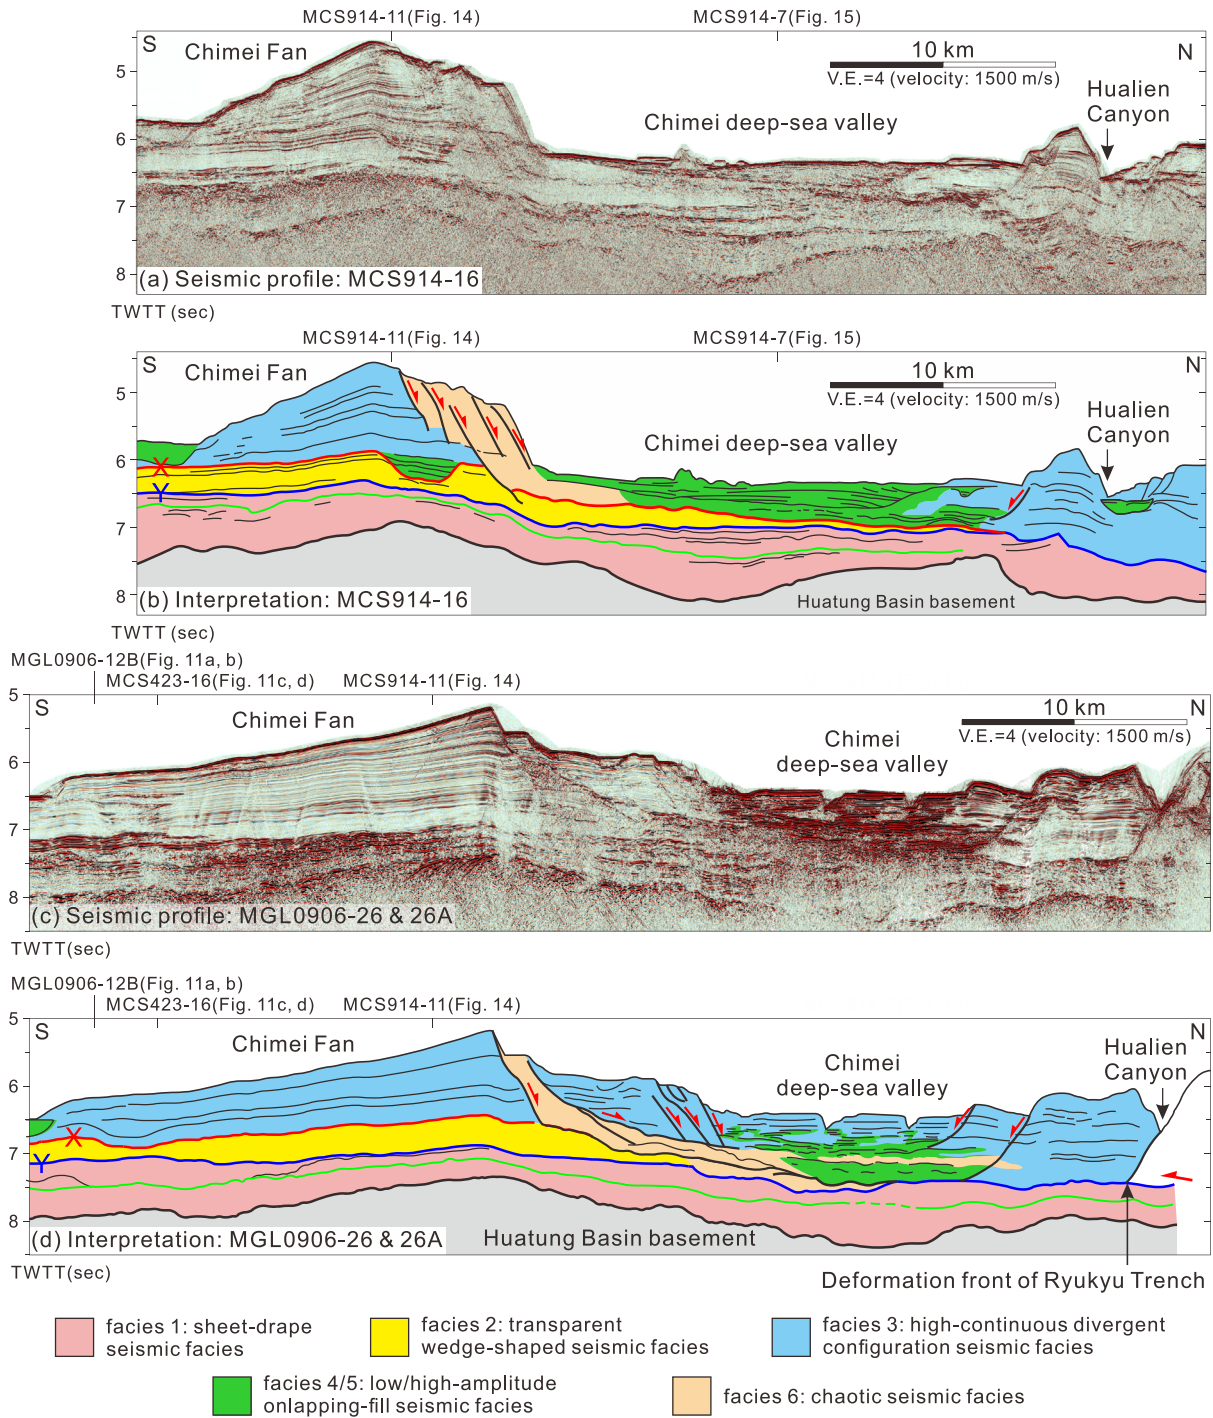 MCS914-11(Fig. 14)
MCS914-7(Fig. 15)
S
Chimei Fan
10 km
N
V.E.=4 (velocity: 1500 m/s)
Hualien
Canyon
Chimei deep-sea valley
5
6
7
8
(a) Seismic profile: MCS914-16
TWTT (sec)
MCS914-11(Fig. 14)
MCS914-7(Fig. 15)
S
Chimei Fan
10 km
N
V.E.=4 (velocity: 1500 m/s)
Hualien
Canyon
Chimei deep-sea valley
5
6
7
8
X
Y
(b) Interpretation: MCS914-16
Huatung Basin basement
TWTT (sec)
MGL0906-12B(Fig. 11a, b)
MCS423-16(Fig. 11c, d)
MCS914-11(Fig. 14)
5
6
7
8
S
Chimei Fan
10 km
N
V.E.=4 (velocity: 1500 m/s)
Chimei
deep-sea valley
(c) Seismic profile: MGL0906-26 & 26A
TWTT(sec)
MGL0906-12B(Fig. 11a, b)
MCS423-16(Fig. 11c, d)
MCS914-11(Fig. 14)
5
6
7
8
S
Chimei Fan
N
Chimei
deep-sea valley
Hualien
Canyon
X
Y
(d) Interpretation: MGL0906-26 & 26A
Huatung Basin basement
TWTT(sec)
Deformation front of Ryukyu Trench
facies 1: sheet-drape
seismic facies
facies 2: transparent
wedge-shaped seismic facies
facies 3: high-continuous divergent
configuration seismic facies
facies 4/5: low/high-amplitude
onlapping-fill seismic facies
facies 6: chaotic seismic facies